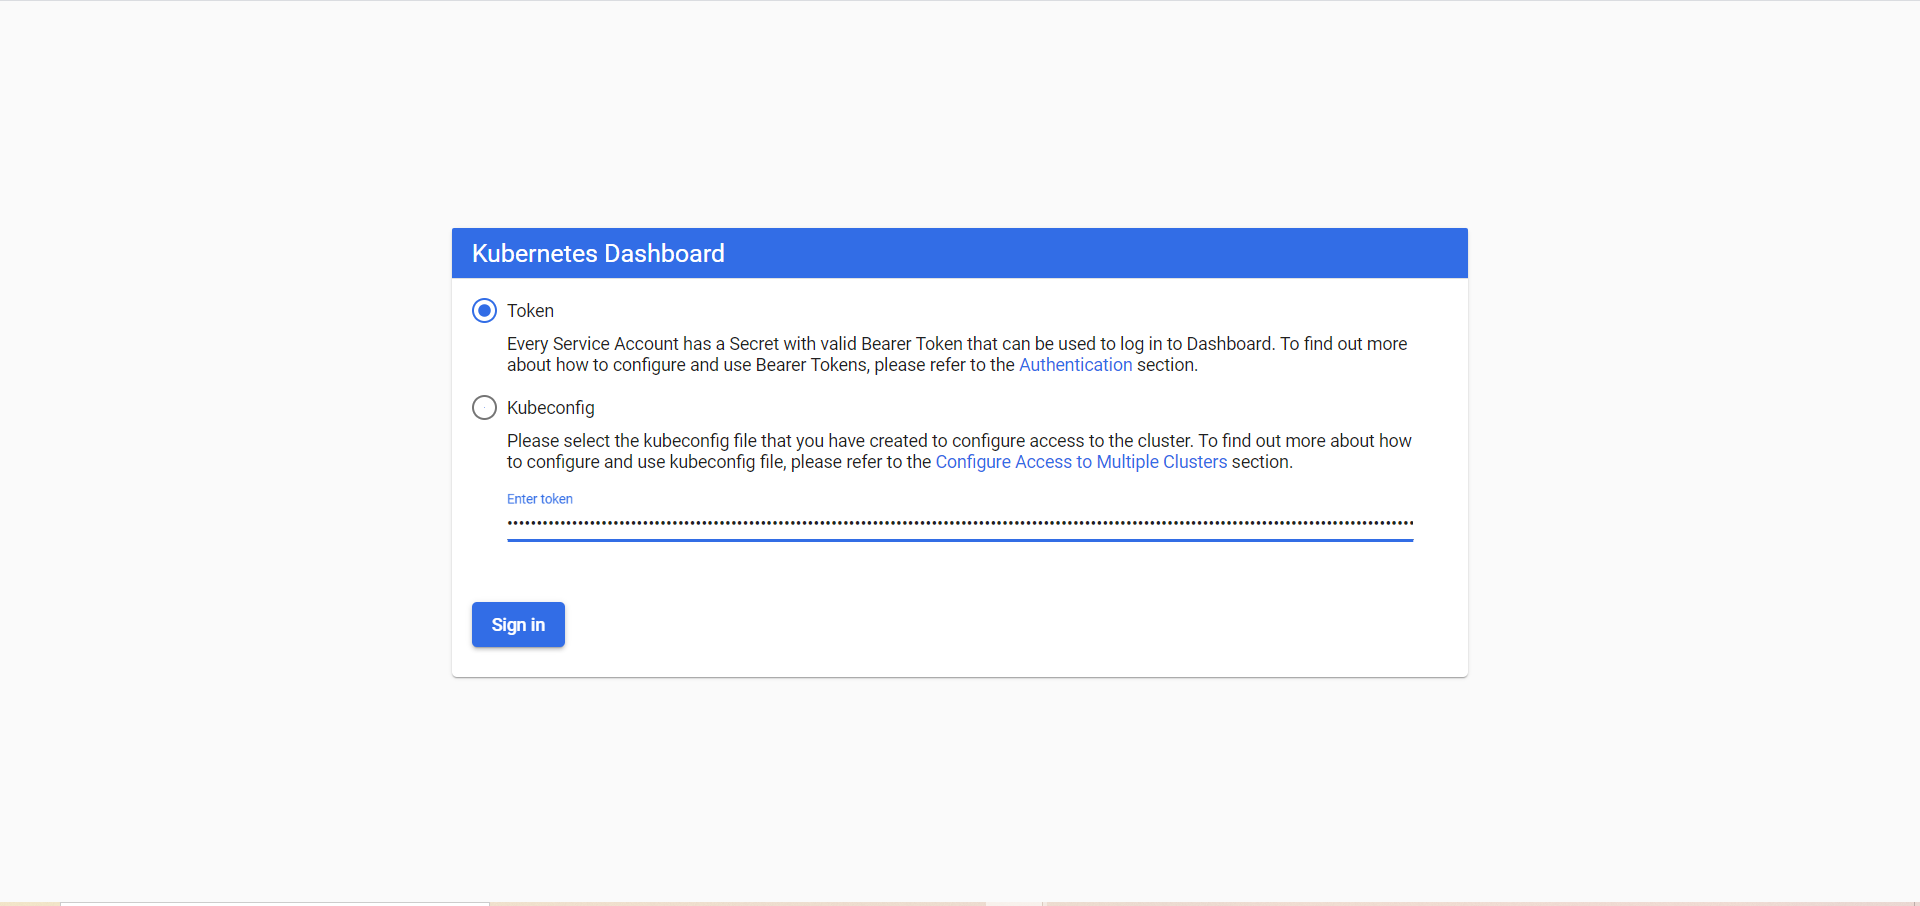 Kubernetes Dashboard
Token
Every Service Account has a Secret with valid Bearer Token that can be used to log in to Dashboard. To find out more
about how to configure and use Bearer Tokens, please refer to the Authentication section.
Kubeconfig
Please select the kubeconfig file that you have created to configure access to the cluster. To find out more about how
to configure and use kubeconfig file, please refer to the Configure Access to Multiple Clusters section.
Enter token
Sign in